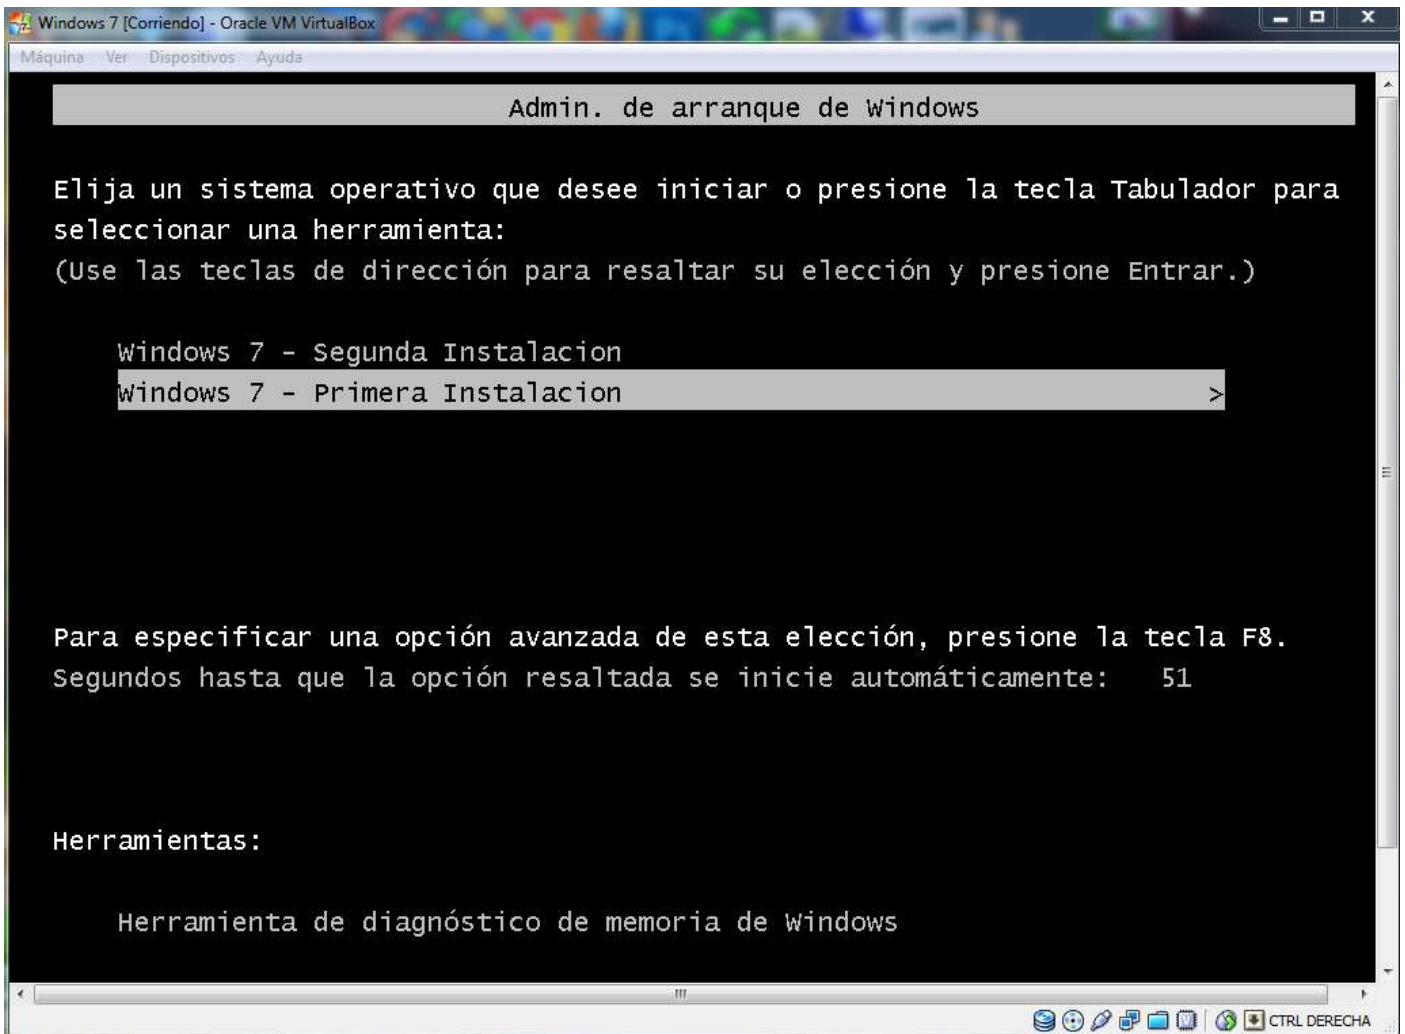 Windows 7 [Corriendo] - Oracle VM VirtualBox
Máquina Ver Dispositivos Ayuda
Admin. de arranque de Windows
Elija un sistema operativo que desee iniciar o presione la tecla Tabulador para
seleccionar una herramienta:
(Use las teclas de dirección para resaltar su elección y presione Entrar.)
Windows 7 - Segunda Instalacion
Windows 7 - Primera Instalacion >
Para especificar una opción avanzada de esta elección, presione la tecla F8.
Segundos hasta que la opción resaltada se inicie automáticamente: 51
Herramientas:
Herramienta de diagnóstico de memoria de Windows
CTRL DERECHA